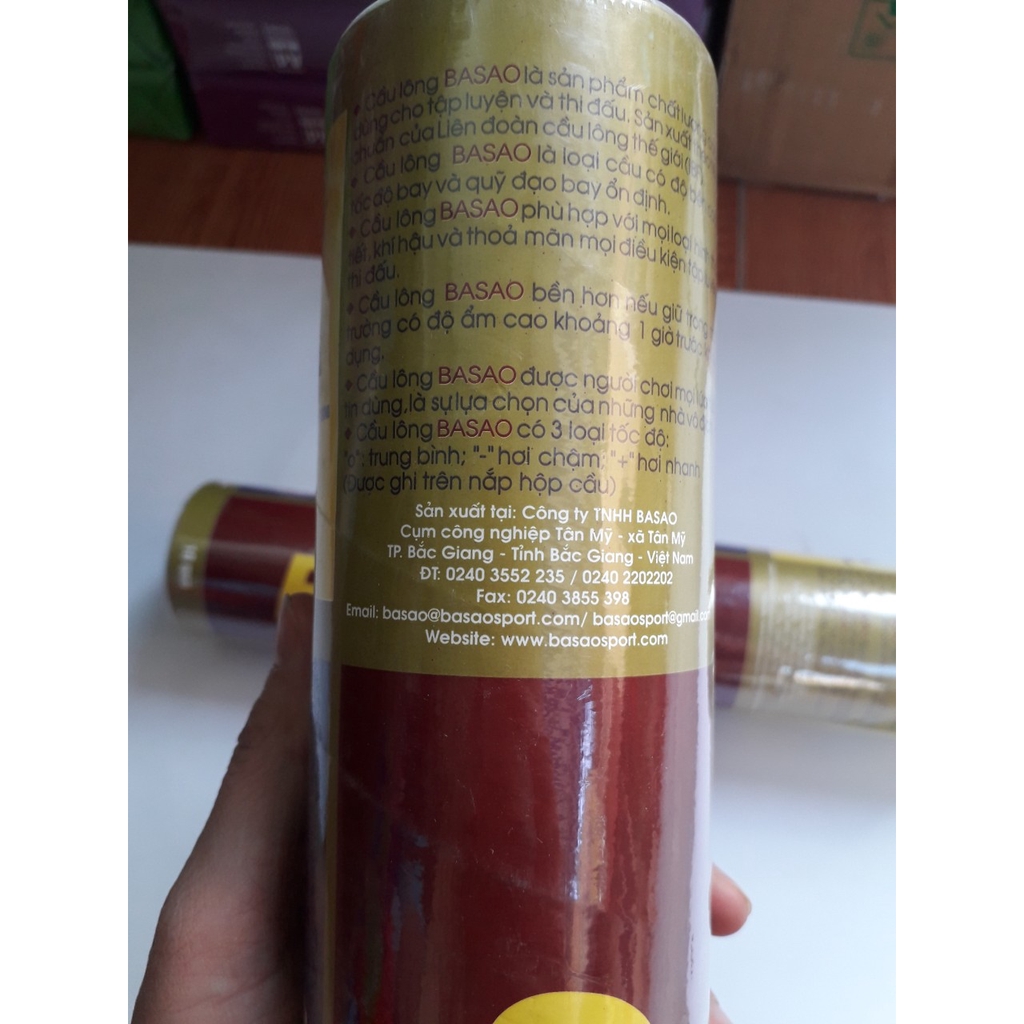 Cầu lông BASAO là sản phẩm chất
dùng cho tập luyện và thi đấu. Sản xuất
chuẩn của Liên đoàn cầu lông thế giới
Cầu lông BASAO là loại cầu có độ
tốc độ bay và quỹ đạo bay ổn định.
Cầu lông BASAO phù hợp với mọi loại
tiết, khí hậu và thoả mãn mọi điều kiện tập
thi đấu.
Cầu lông BASAO bền hơn nếu giữ trong
trường có độ ẩm cao khoảng 1 giờ trước
dụng.
Cầu lông BASAO được người chơi mọi
tin dùng, là sự lựa chọn của những nhà vô
Cầu lông BASAO có 3 loại tốc độ:
"o": trung bình; "-" hơi chậm; "+" hơi nhanh
(Được ghi trên nắp hộp cầu)
Sản xuất tại: Công ty TNHH BASAO
Cụm công nghiệp Tân Mỹ - xã Tân Mỹ
TP. Bắc Giang - Tỉnh Bắc Giang - Việt Nam
ĐT: 0240 3552 235 / 0240 2202202
Fax: 0240 3855 398
Email: basao@basaosport.com/ basaosport@gmail.com
Website: www.basaosport.com